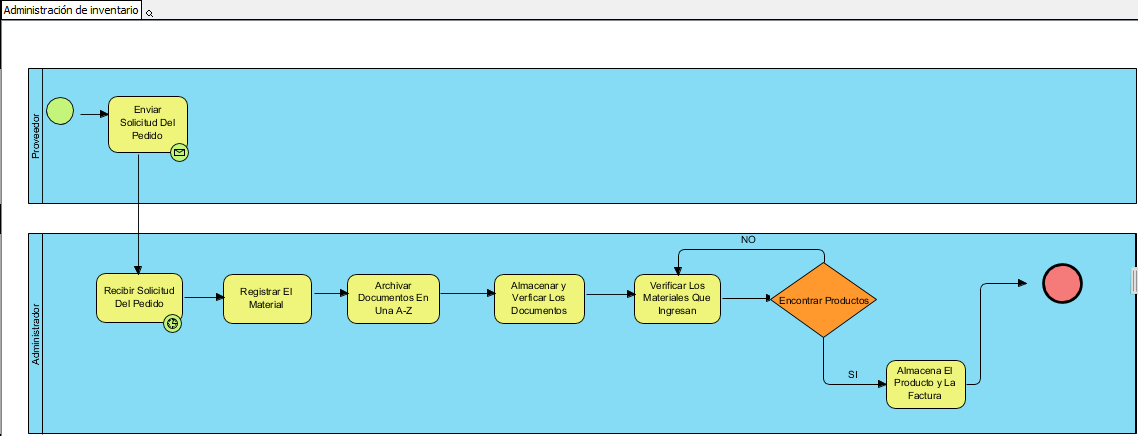 Administración de inventario
Proveedor
Enviar
Solicitud Del
Pedido
Administrador
NO
Recibir Solicitud
Del Pedido
Registrar El
Material
Archivar
Documentos En
Una A-Z
Almacenar y
Verficar Los
Documentos
Verificar Los
Materiales Que
Ingresan
Encontrar Productos
SI
Almacena El
Producto y La
Factura